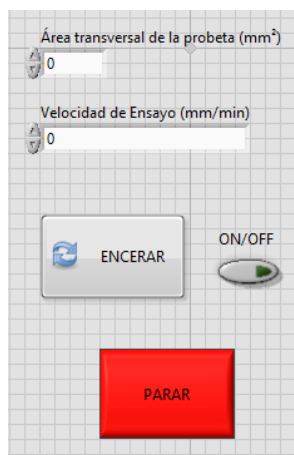 Área transversal de la probeta (mm²)
0
Velocidad de Ensayo (mm/min)
0
ON/OFF
ENCERAR
PARAR